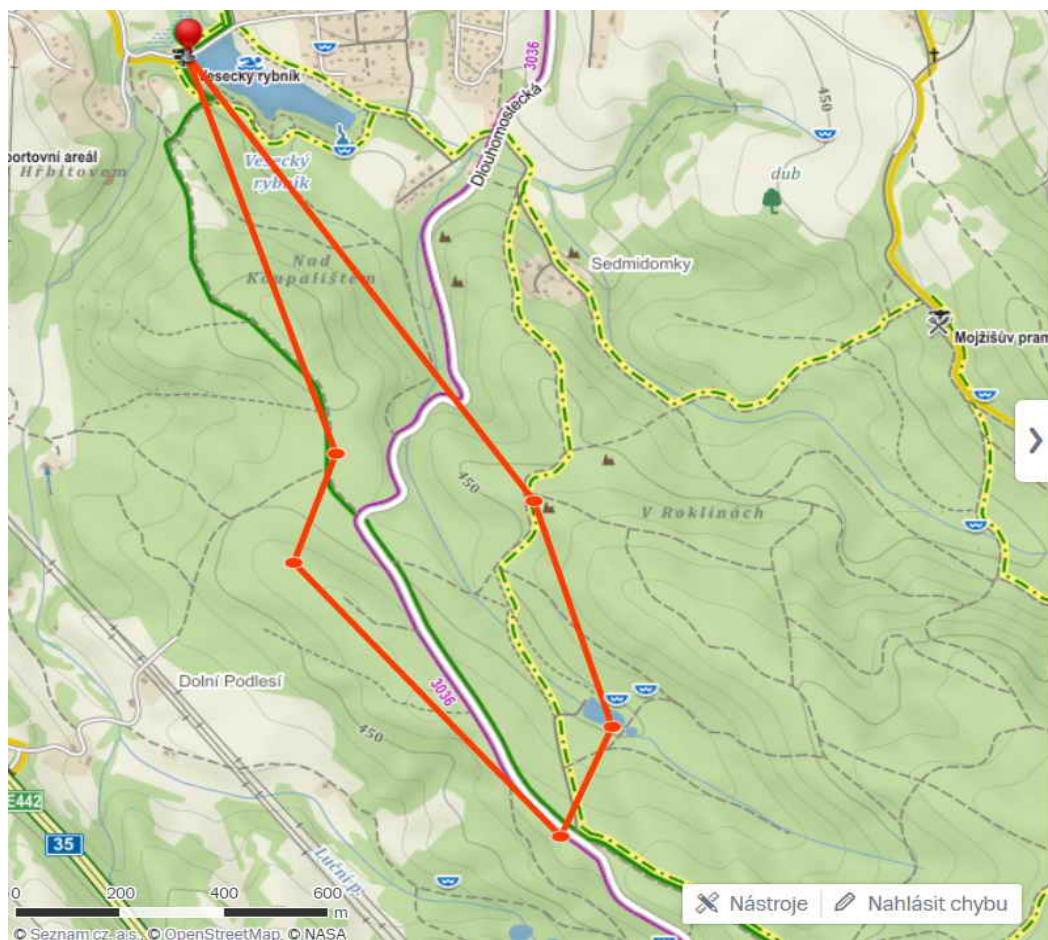 3036
Vesecký rybník
450
Dlouhomostecká
portovní areál
Hřbitovem
Vesecký
rybník
dub
Nad
Koupalištěm
Sedmidomky
Mojžíšův pram
450
V Roklinách
Dolní Podlesí
3036
450
E442
35
Luční p.
0 200 400 600
m
Nástroje
Nahlásit chybu
© Seznam.cz, a.s., © OpenStreetMap, © NASA